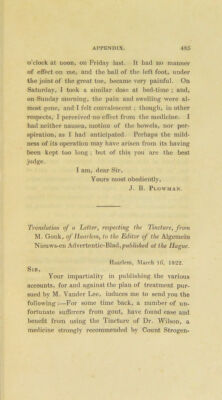 APPENDIX. 485
o'clock at noon, on Friday last. It had no manner
of effect on me, and the ball of the left foot, under
the joint of the great toe, became very painful. On
Saturday, I took a similar dose at bed-time; and,
on Sunday morning, the pain and swelling were al-
most gone, and I felt convalescent; though, in other
respects, I perceived no effect from the medicine. I
had neither nausea, motion of the bowels, nor per-
spiration, as I had anticipated. Perhaps the mild-
ness of its operation may have arisen from its having
been kept too long; but of this you are the best
judge.
I am, dear Sir,
Yours most obediently,
J. B. PLOWMAN.
Translation of a Letter, respecting the Tincture, from
M. Gouk, of Haarlem, to the Editor of the Algemein
Nieuws-en Advertentie-Blad, published at the Hague.
Haarlem, March 16, 1822.
SIR,
Your impartiality in publishing the various
accounts, for and against the plan of treatment pur-
sued by M. Vander Lee, induces me to send you the
following:—For some time back, a number of un-
fortunate sufferers from gout, have found ease and
benefit from using the Tincture of Dr. Wilson, a
medicine strongly recommended by Count Strogen-